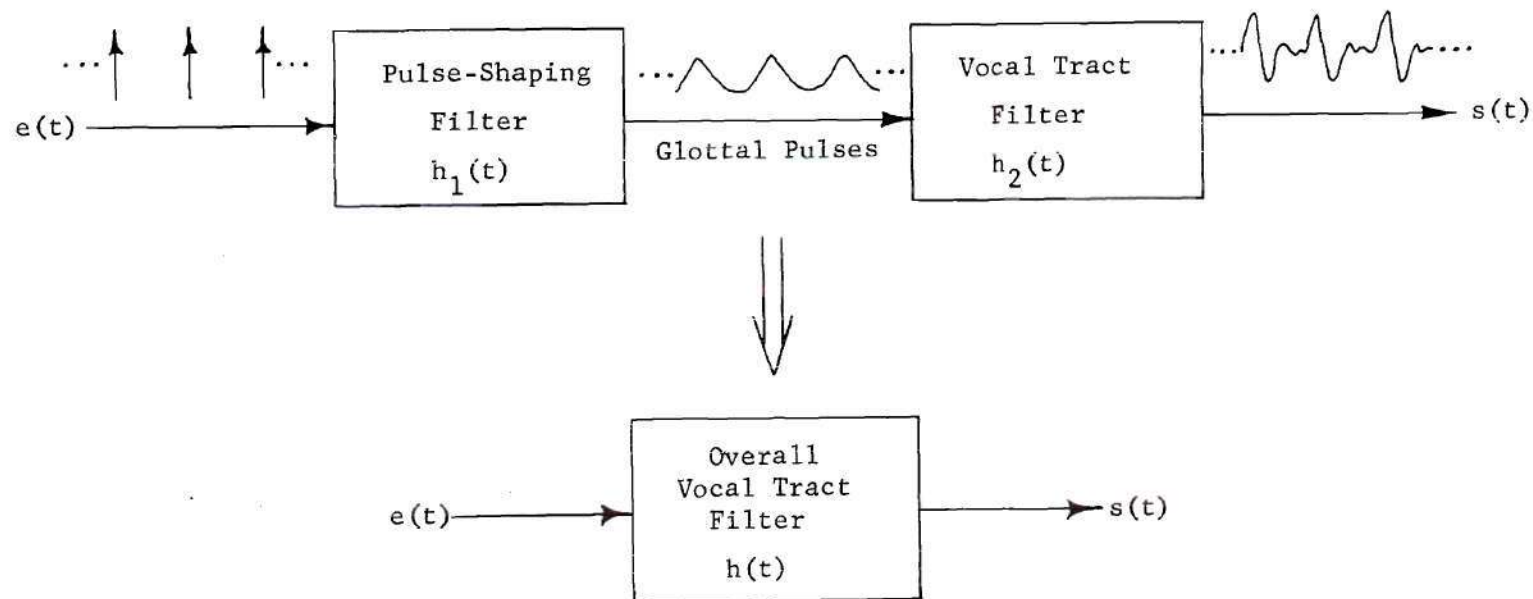 Pulse-Shaping
Filter
h₁(t)
e(t)
Glottal Pulses
Vocal Tract
Filter
h₂(t)
s(t)
Overall
Vocal Tract
Filter
h(t)
e(t)
s(t)